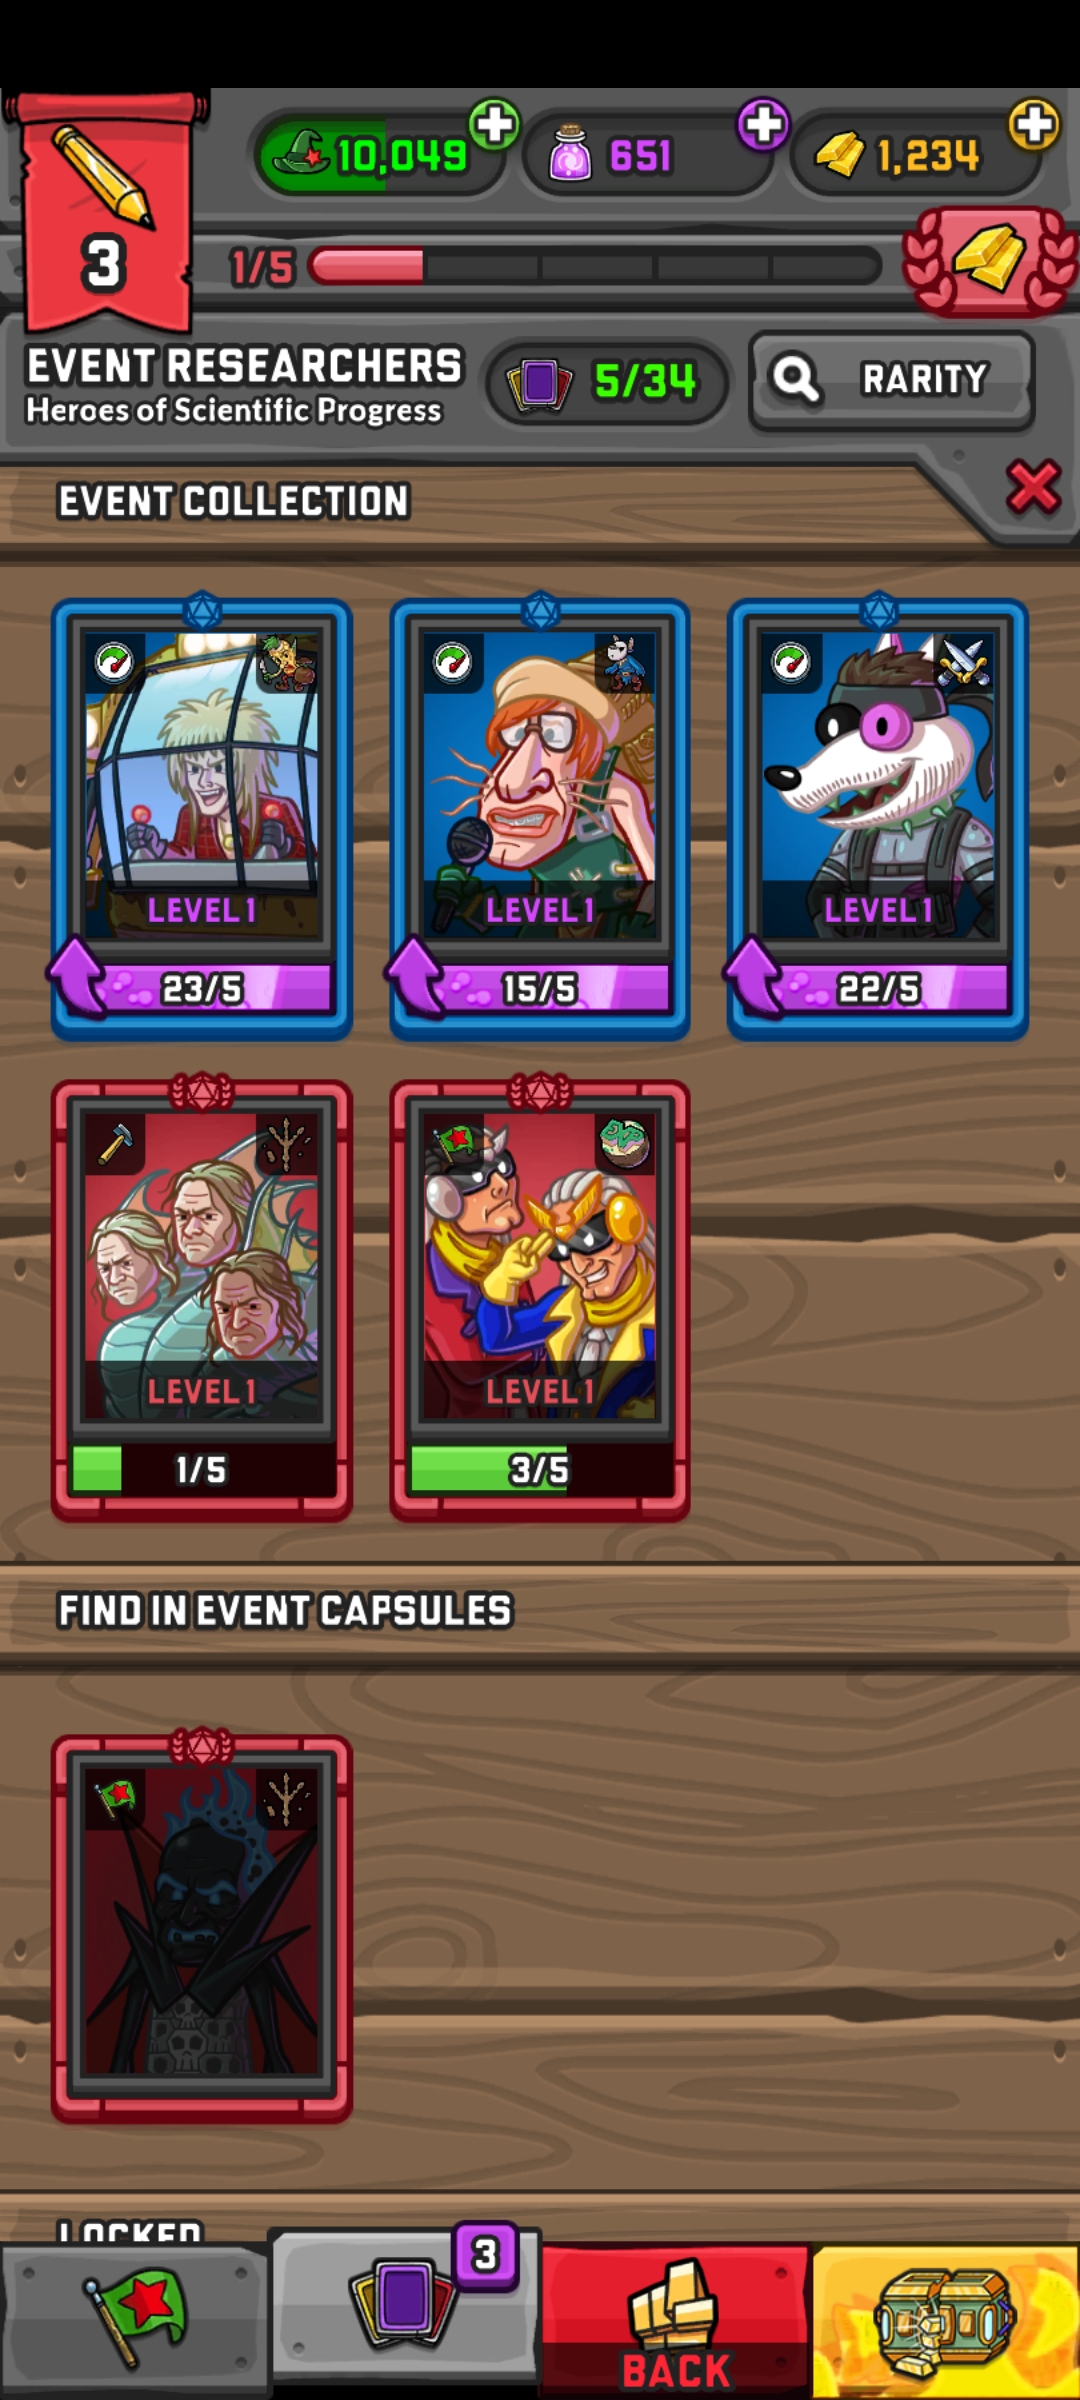 10,049
651
1,234
3
1/5
EVENT RESEARCHERS
Heroes of Scientific Progress
5/34
RARITY
EVENT COLLECTION
LEVEL 1
LEVEL 1
LEVEL 1
23/5
15/5
22/5
LEVEL 1
LEVEL 1
1/5
3/5
FIND IN EVENT CAPSULES
LOCKED
3
BACK